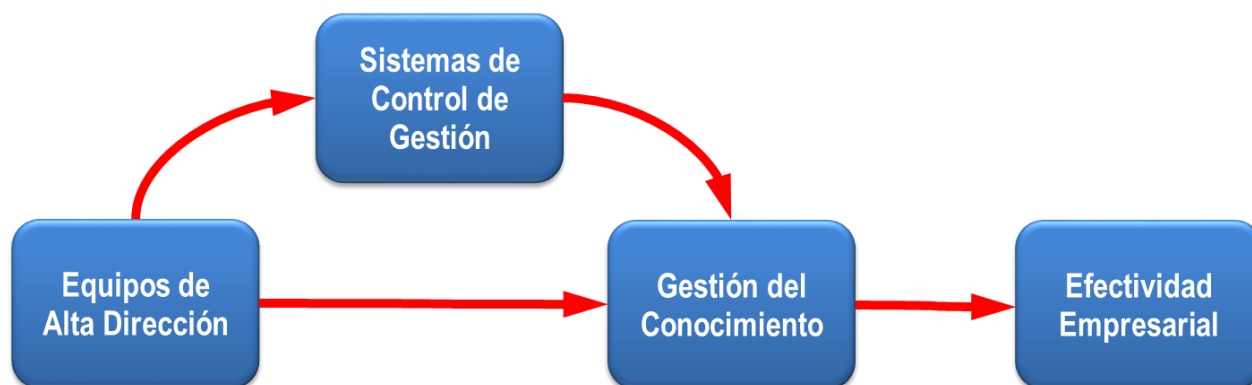 Sistemas de
Control de
Gestión
Equipos de
Alta Dirección
Gestión del
Conocimiento
Efectividad
Empresarial